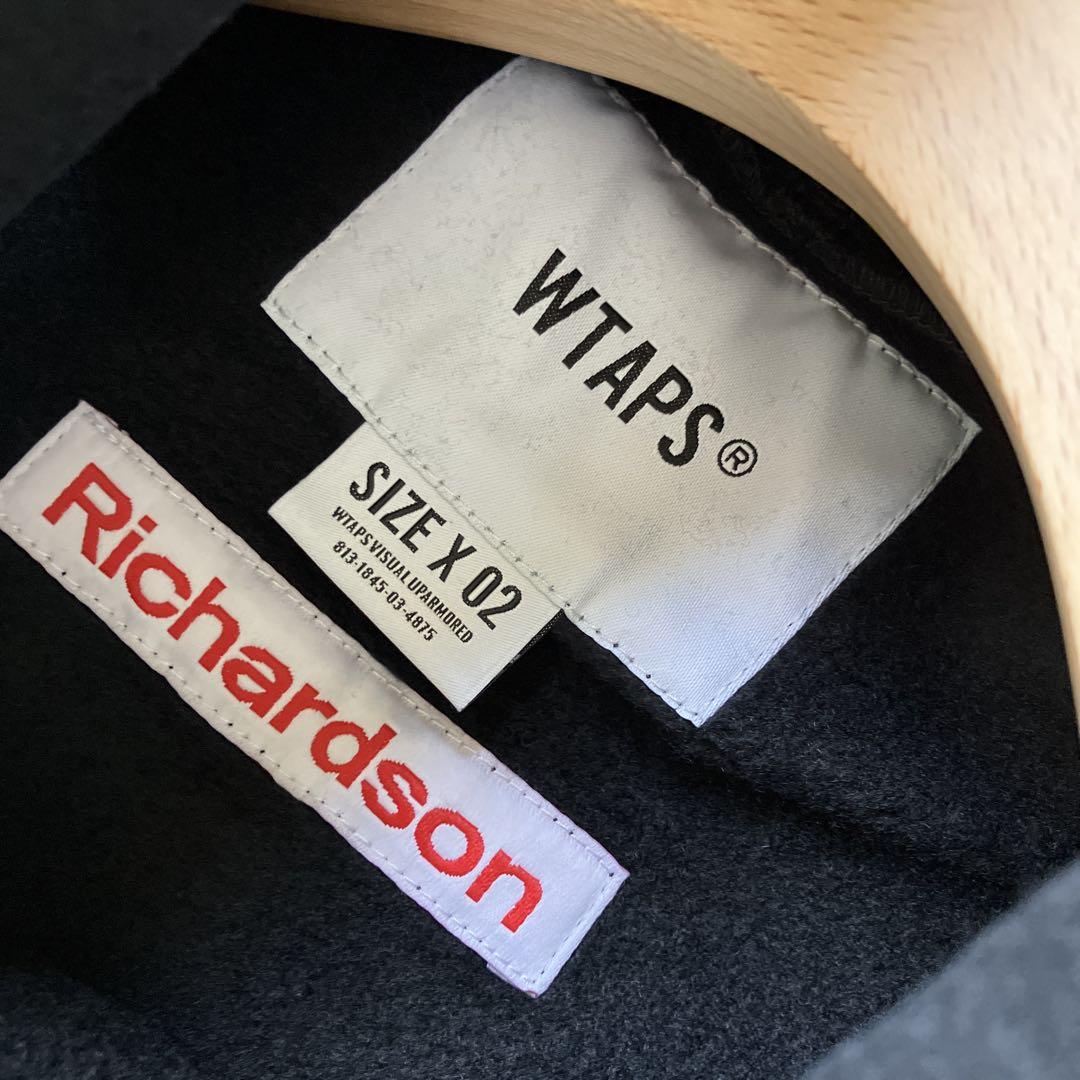 WTAPS®
SIZE X 02
WTAPS VISUAL UPARMORED
813-1845-03-4875
Richardson